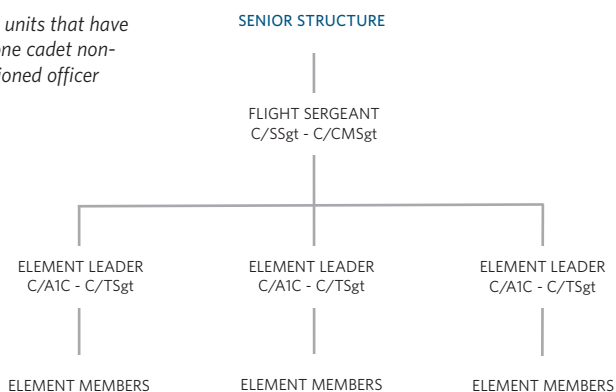 units that have
one cadet non-
ioned officer
SENIOR STRUCTURE
FLIGHT SERGEANT
C/SSgt - C/CMSgt
ELEMENT LEADER
C/A1C - C/TSgt
ELEMENT LEADER
C/A1C - C/TSgt
ELEMENT LEADER
C/A1C - C/TSgt
ELEMENT MEMBERS
ELEMENT MEMBERS
ELEMENT MEMBERS